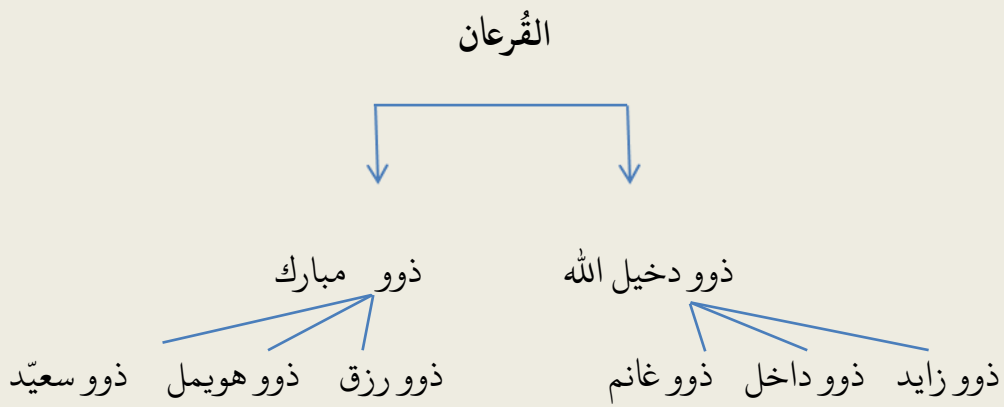 القُرعان
ذوو دخيل الله ذوو مبارك
ذوو زايد ذوو داخل ذوو غانم ذوو رزق ذوو هويمل ذوو سعيّد